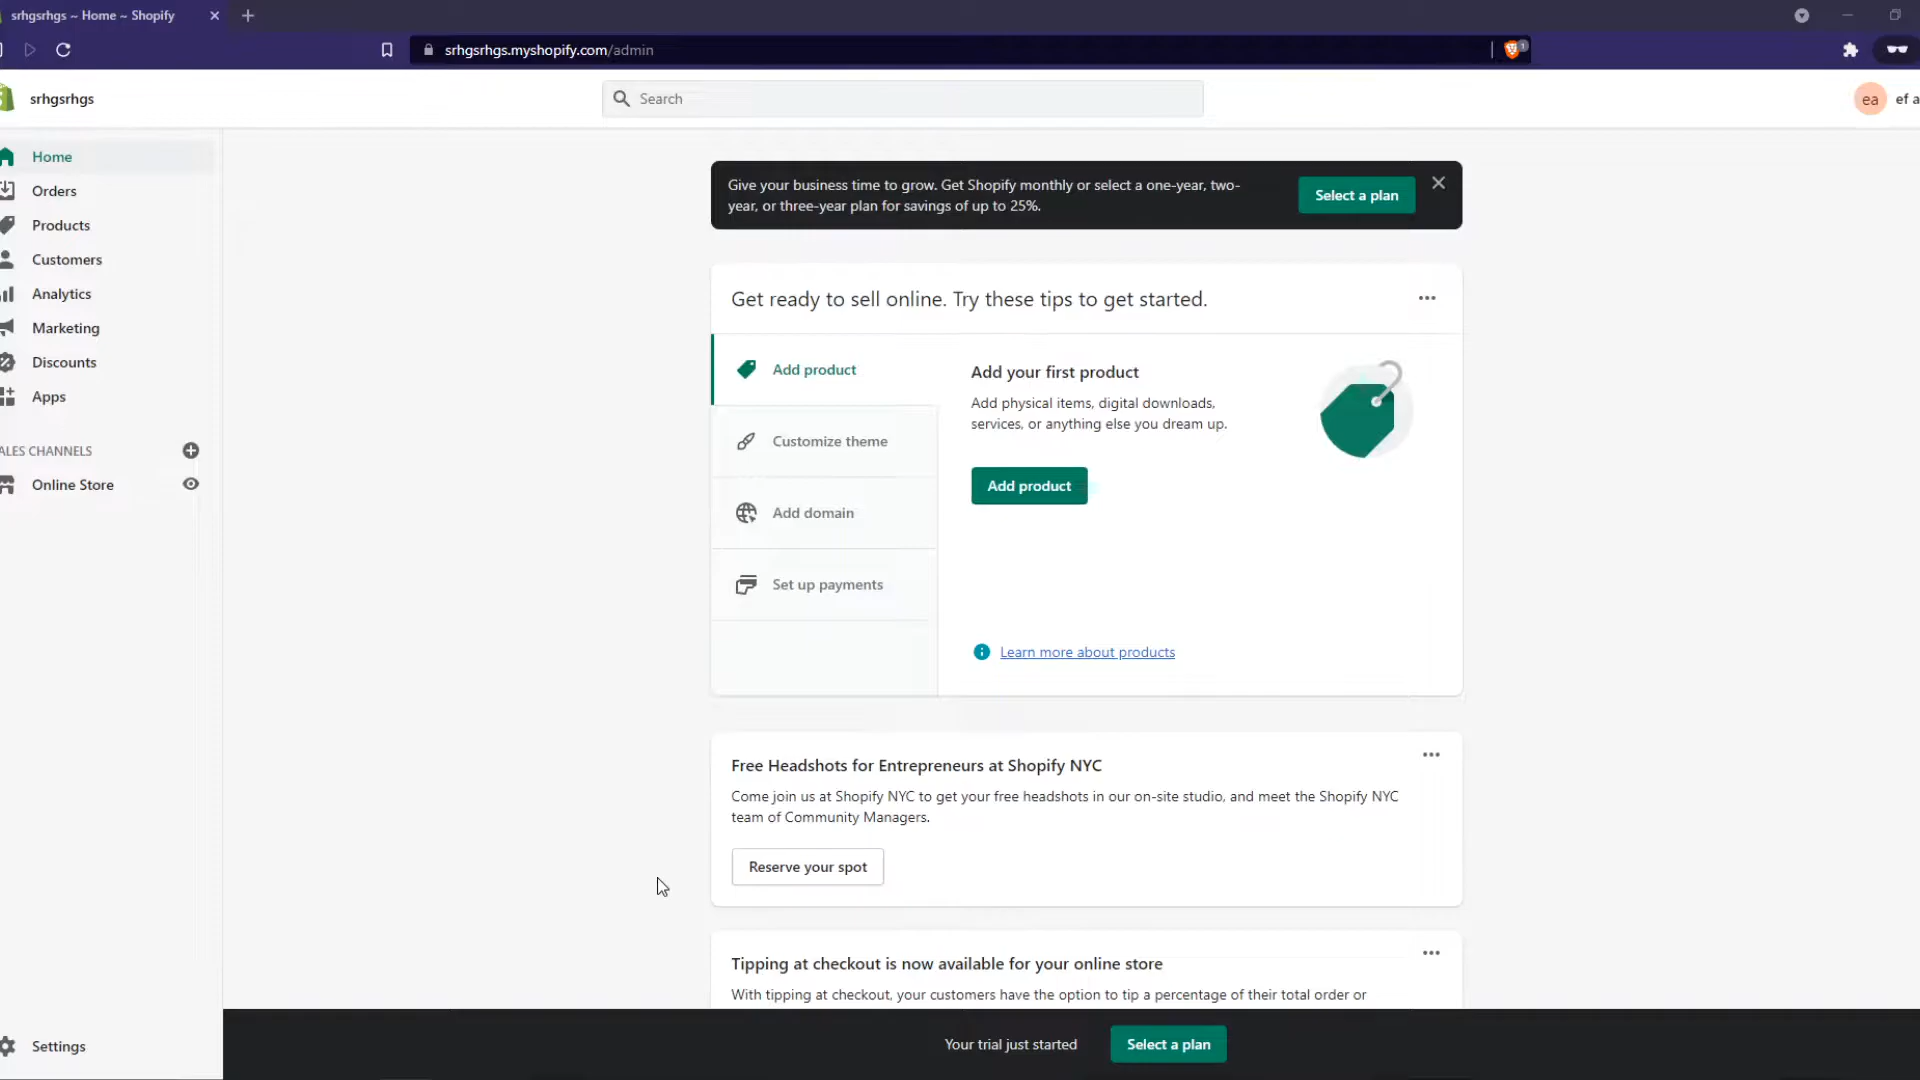 srhgsrhgs ~ Home ~ Shopify
srhgsrhgs.myshopify.com/admin
1
srhgsrhgs
Search
ea
ef a
Home
Orders
Products
Customers
Analytics
Marketing
Discounts
Apps
ALES CHANNELS
Online Store
Settings
Give your business time to grow. Get Shopify monthly or select a one-year, two-
year, or three-year plan for savings of up to 25%.
Select a plan
Get ready to sell online. Try these tips to get started.
Add product
Customize theme
Add domain
Set up payments
Add your first product
Add physical items, digital downloads,
services, or anything else you dream up.
Add product
Learn more about products
Free Headshots for Entrepreneurs at Shopify NYC
Come join us at Shopify NYC to get your free headshots in our on-site studio, and meet the Shopify NYC
team of Community Managers.
Reserve your spot
Tipping at checkout is now available for your online store
With tipping at checkout, your customers have the option to tip a percentage of their total order or
Your trial just started
Select a plan